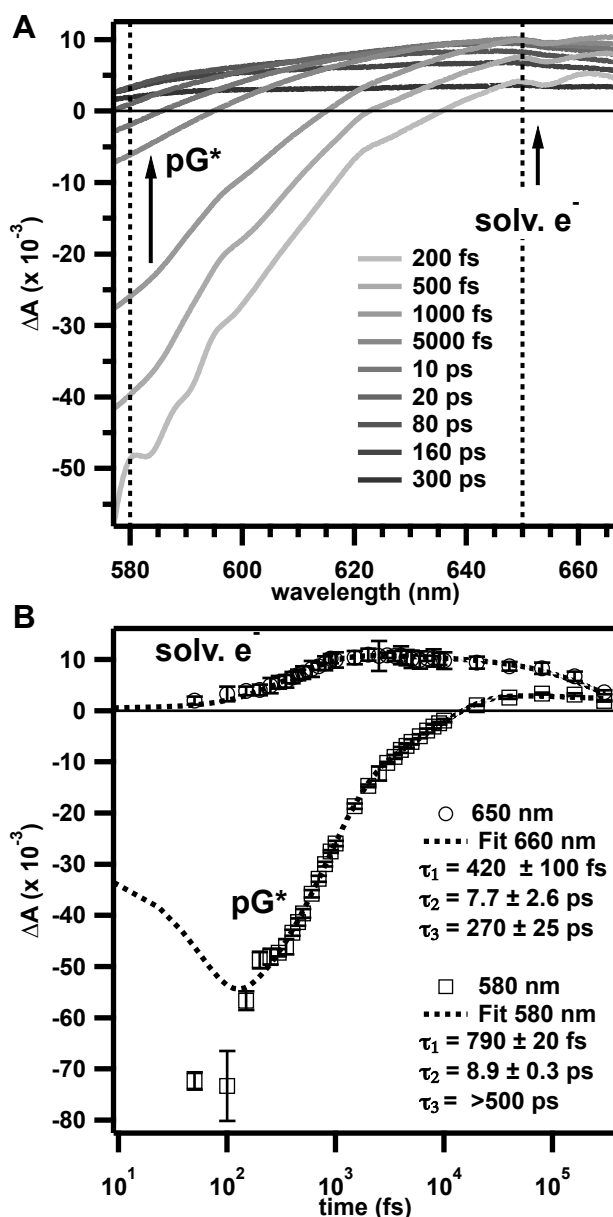 A
10
0
-10
-20
-30
-40
-50
ΔA (x 10⁻³)
pG*
solv. e⁻
200 fs
500 fs
1000 fs
5000 fs
10 ps
20 ps
80 ps
160 ps
300 ps
580 600 620 640 660
wavelength (nm)
B
solv. e⁻
10
0
-10
-20
-30
-40
-50
-60
-70
-80
ΔA (x 10⁻³)
pG*
650 nm
Fit 660 nm
τ₁ = 420 ± 100 fs
τ₂ = 7.7 ± 2.6 ps
τ₃ = 270 ± 25 ps
580 nm
Fit 580 nm
τ₁ = 790 ± 20 fs
τ₂ = 8.9 ± 0.3 ps
τ₃ = >500 ps
10¹ 10² 10³ 10⁴ 10⁵
time (fs)